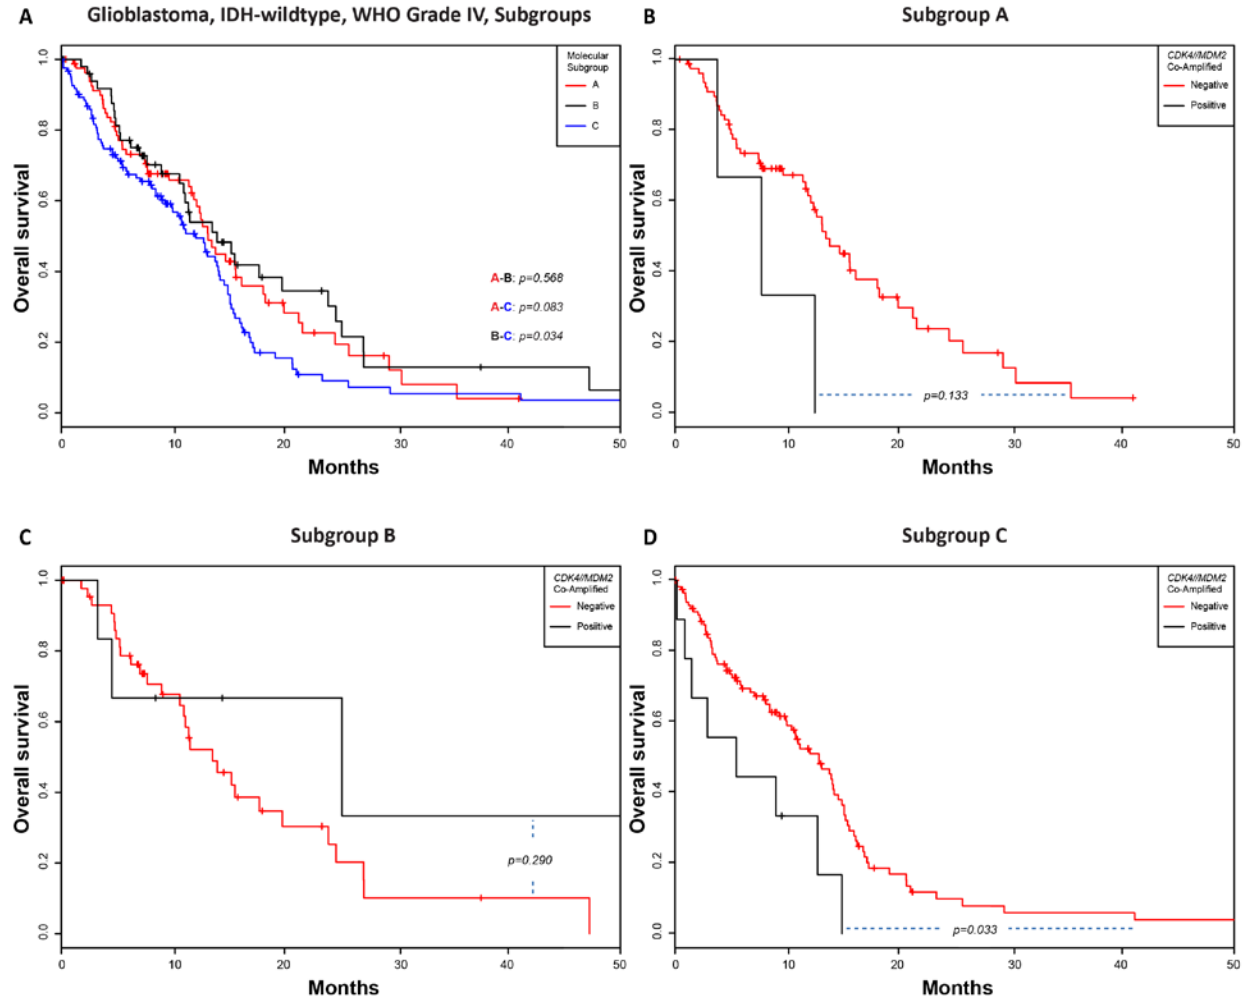 A
Glioblastoma, IDH-wildtype, WHO Grade IV, Subgroups
Overall survival
1.0
0.8
0.6
0.4
0.2
0.0
Molecular
Subgroup
A
B
C
A-B: p=0.568
A-C: p=0.083
B-C: p=0.034
0 10 20 30 40 50
Months
B
Subgroup A
Overall survival
1.0
0.8
0.6
0.4
0.2
0.0
CDK4//MDM2
Co-Amplified
Negative
Posiitive
p=0.133
0 10 20 30 40 50
Months
C
Subgroup B
Overall survival
1.0
0.8
0.6
0.4
0.2
0.0
CDK4//MDM2
Co-Amplified
Negative
Posiitive
p=0.290
0 10 20 30 40 50
Months
D
Subgroup C
Overall survival
1.0
0.8
0.6
0.4
0.2
0.0
CDK4//MDM2
Co-Amplified
Negative
Posiitive
p=0.033
0 10 20 30 40 50
Months